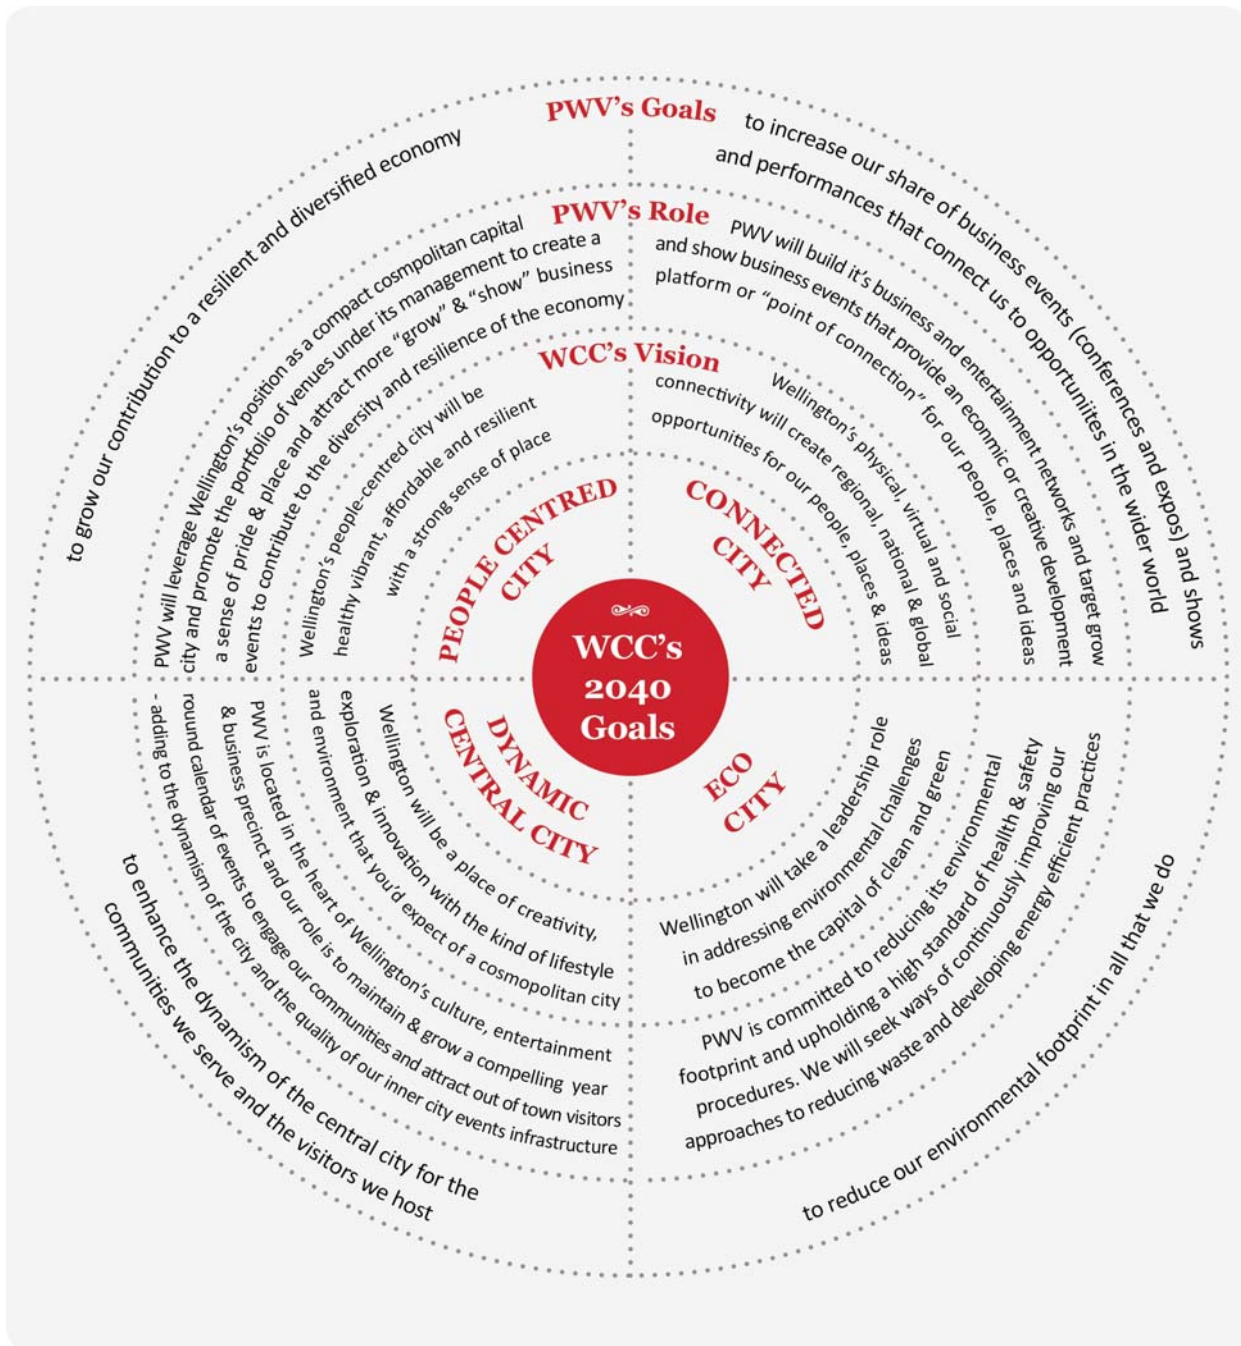 PWV's Goals
to grow our contribution to a resilient and diversified economy
to increase our share of business events (conferences and expos) and shows
and performances that connect us to opportuniites in the wider world
PWV's Role
PWV will leverage Wellington's position as a compact cosmpolitan capital
city and promote the portfolio of venues under its management to create a
a sense of pride & place and attract more "grow" & "show" business
events to contribute to the diversity and resilience of the economy
PWV will build it's business and entertainment networks and target grow
and show business events that provide an econmic or creative development
platform or "point of connection" for our people, places and ideas
WCC's Vision
Wellington's people-centred city will be
healthy vibrant, affordable and resilient
with a strong sense of place
Wellington's physical, virtual and social
connectivity will create regional, national & global
opportunities for our people, places & ideas
PEOPLE CENTRED
CITY
CONNECTED
CITY
WCC's
2040
Goals
DYNAMIC
CENTRAL CITY
ECO
CITY
Wellington will be a place of creativity,
exploration & innovation with the kind of lifestyle
and environment that you'd expect of a cosmopolitan city
Wellington will take a leadership role
in addressing environmental challenges
to become the capital of clean and green
PWV is located in the heart of Wellington's culture, entertainment
& business precinct and our role is to maintain & grow a compelling year
round calendar of events to engage our communities and attract out of town visitors
- adding to the dynamism of the city and the quality of our inner city events infrastructure
PWV is committed to reducing its environmental
footprint and upholding a high standard of health & safety
procedures. We will seek ways of continuously improving our
approaches to reducing waste and developing energy efficient practices
to enhance the dynamism of the central city for the
communities we serve and the visitors we host
to reduce our environmental footprint in all that we do